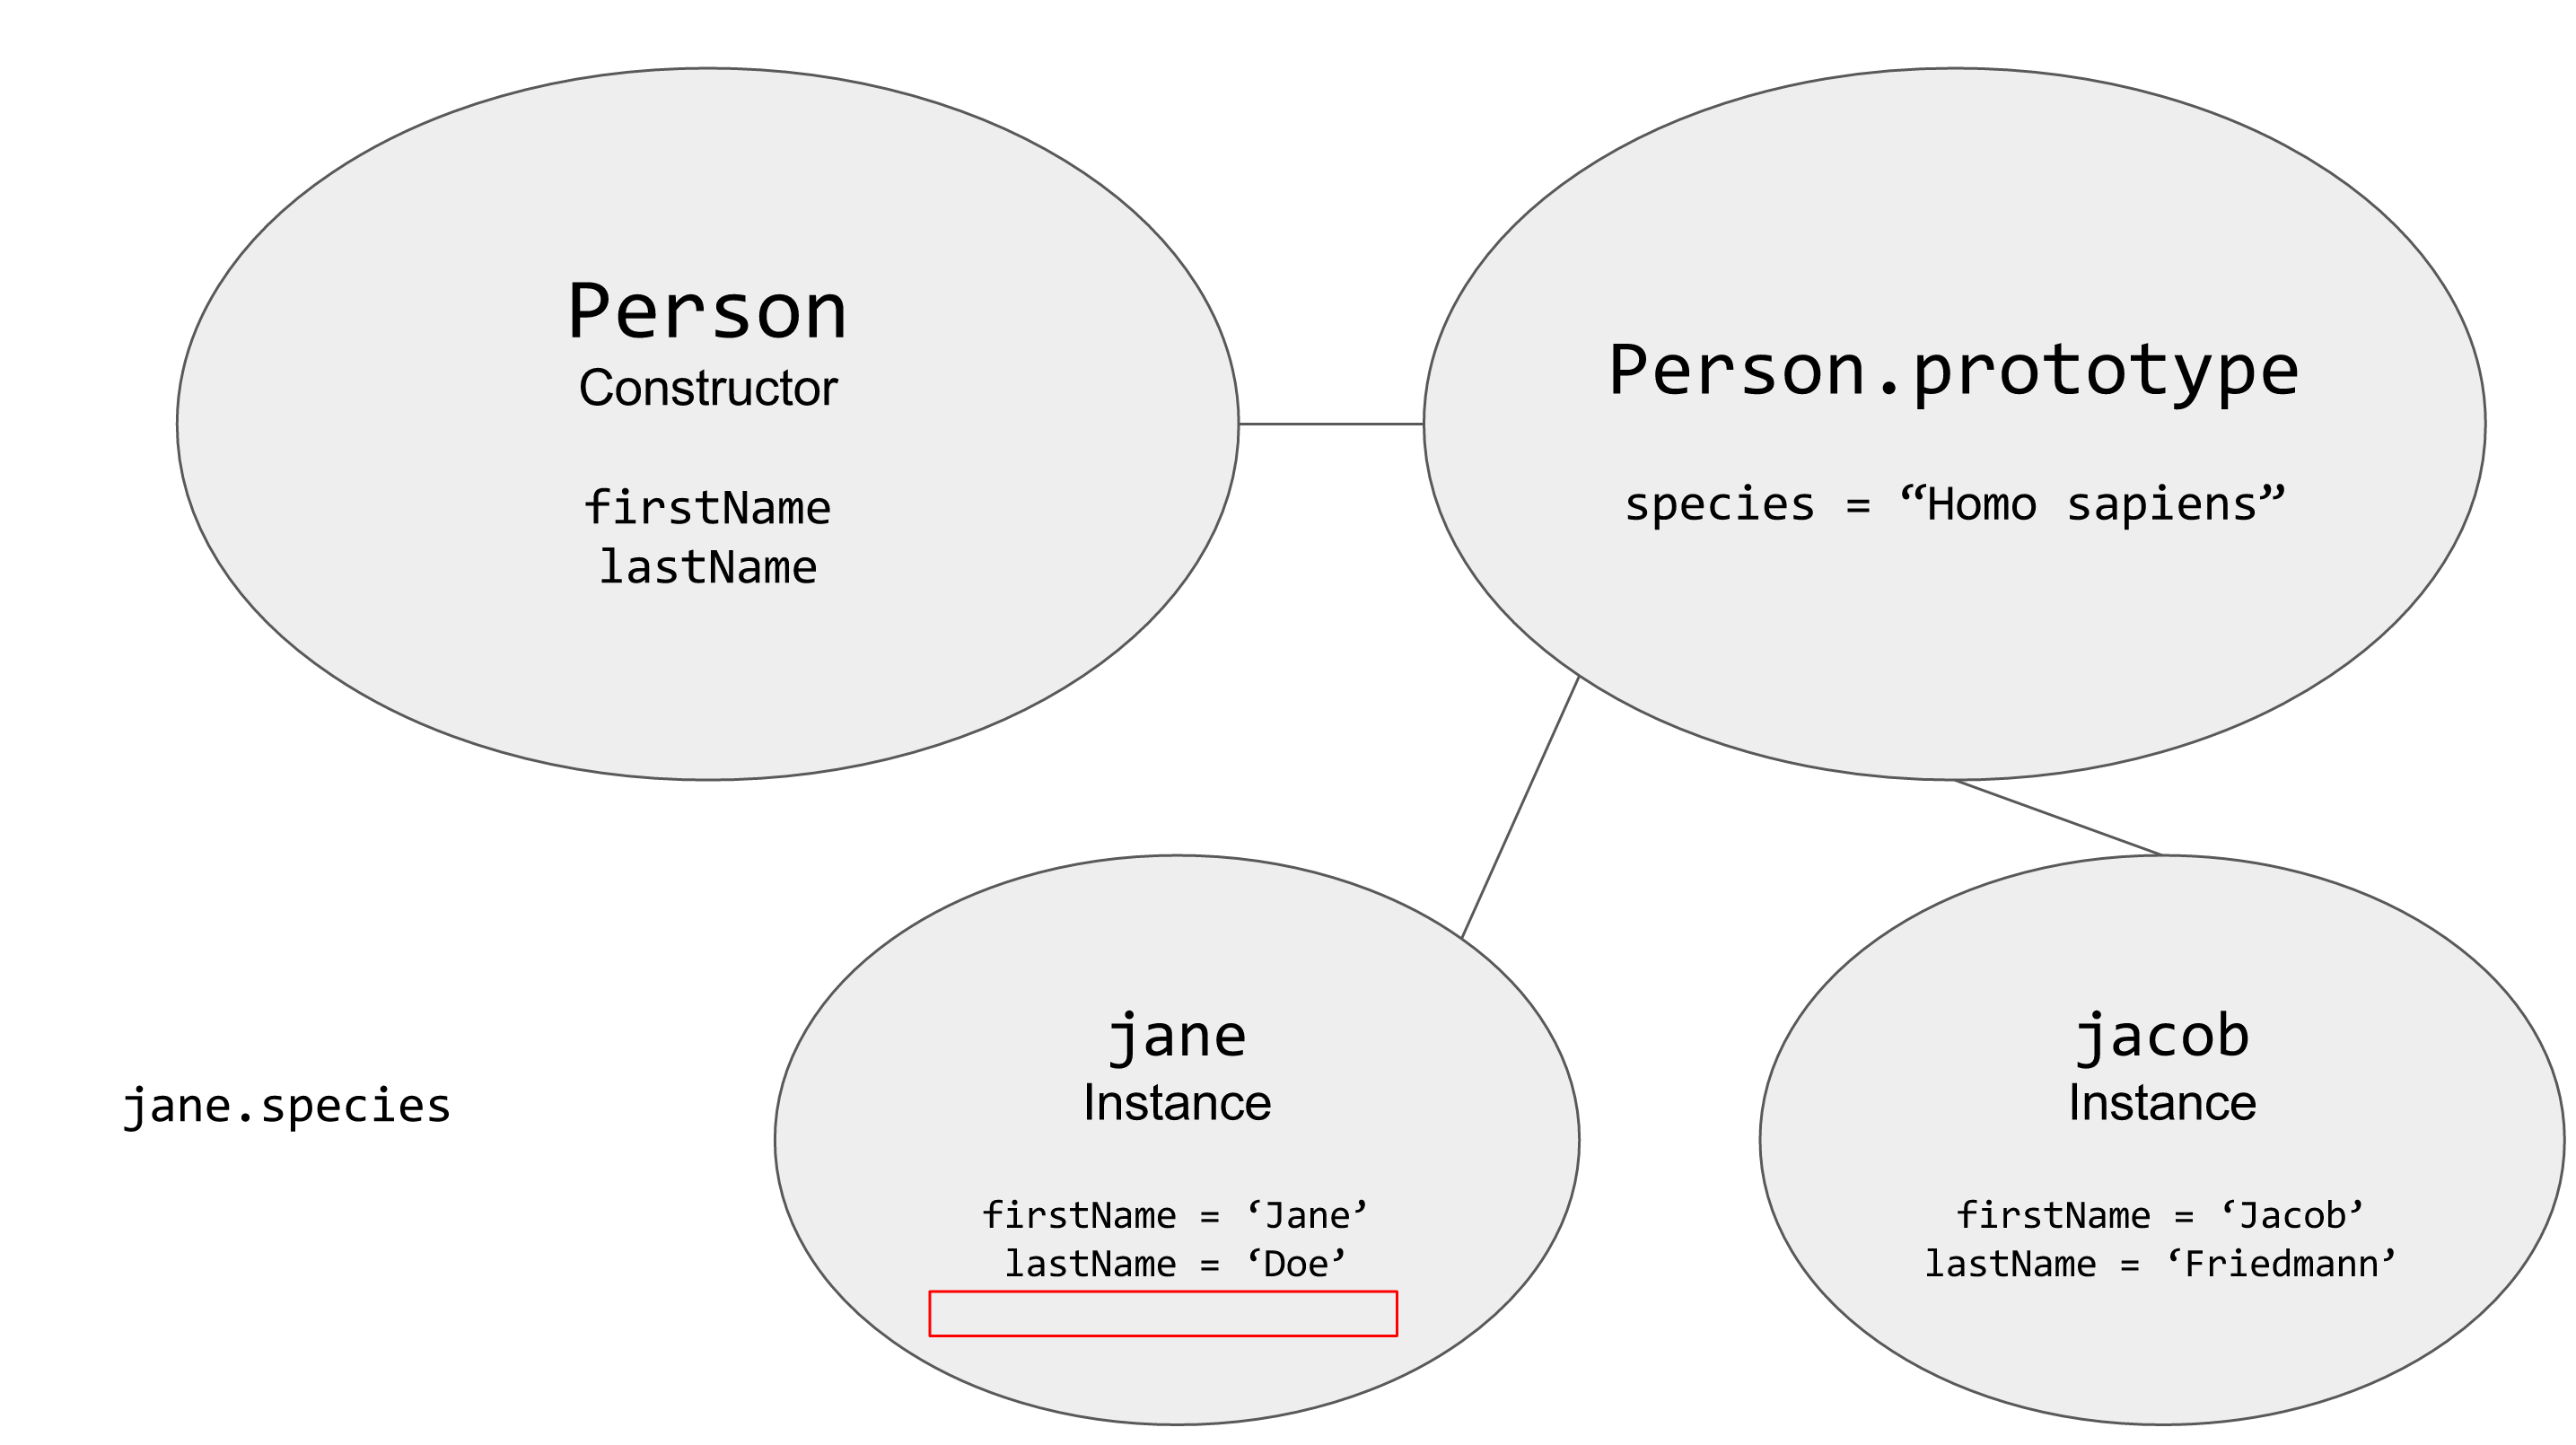 Person
Constructor
firstName
lastName
Person.prototype
species = “Homo sapiens”
jane.species
jane
Instance
firstName = ‘Jane’
lastName = ‘Doe’
jacob
Instance
firstName = ‘Jacob’
lastName = ‘Friedmann’